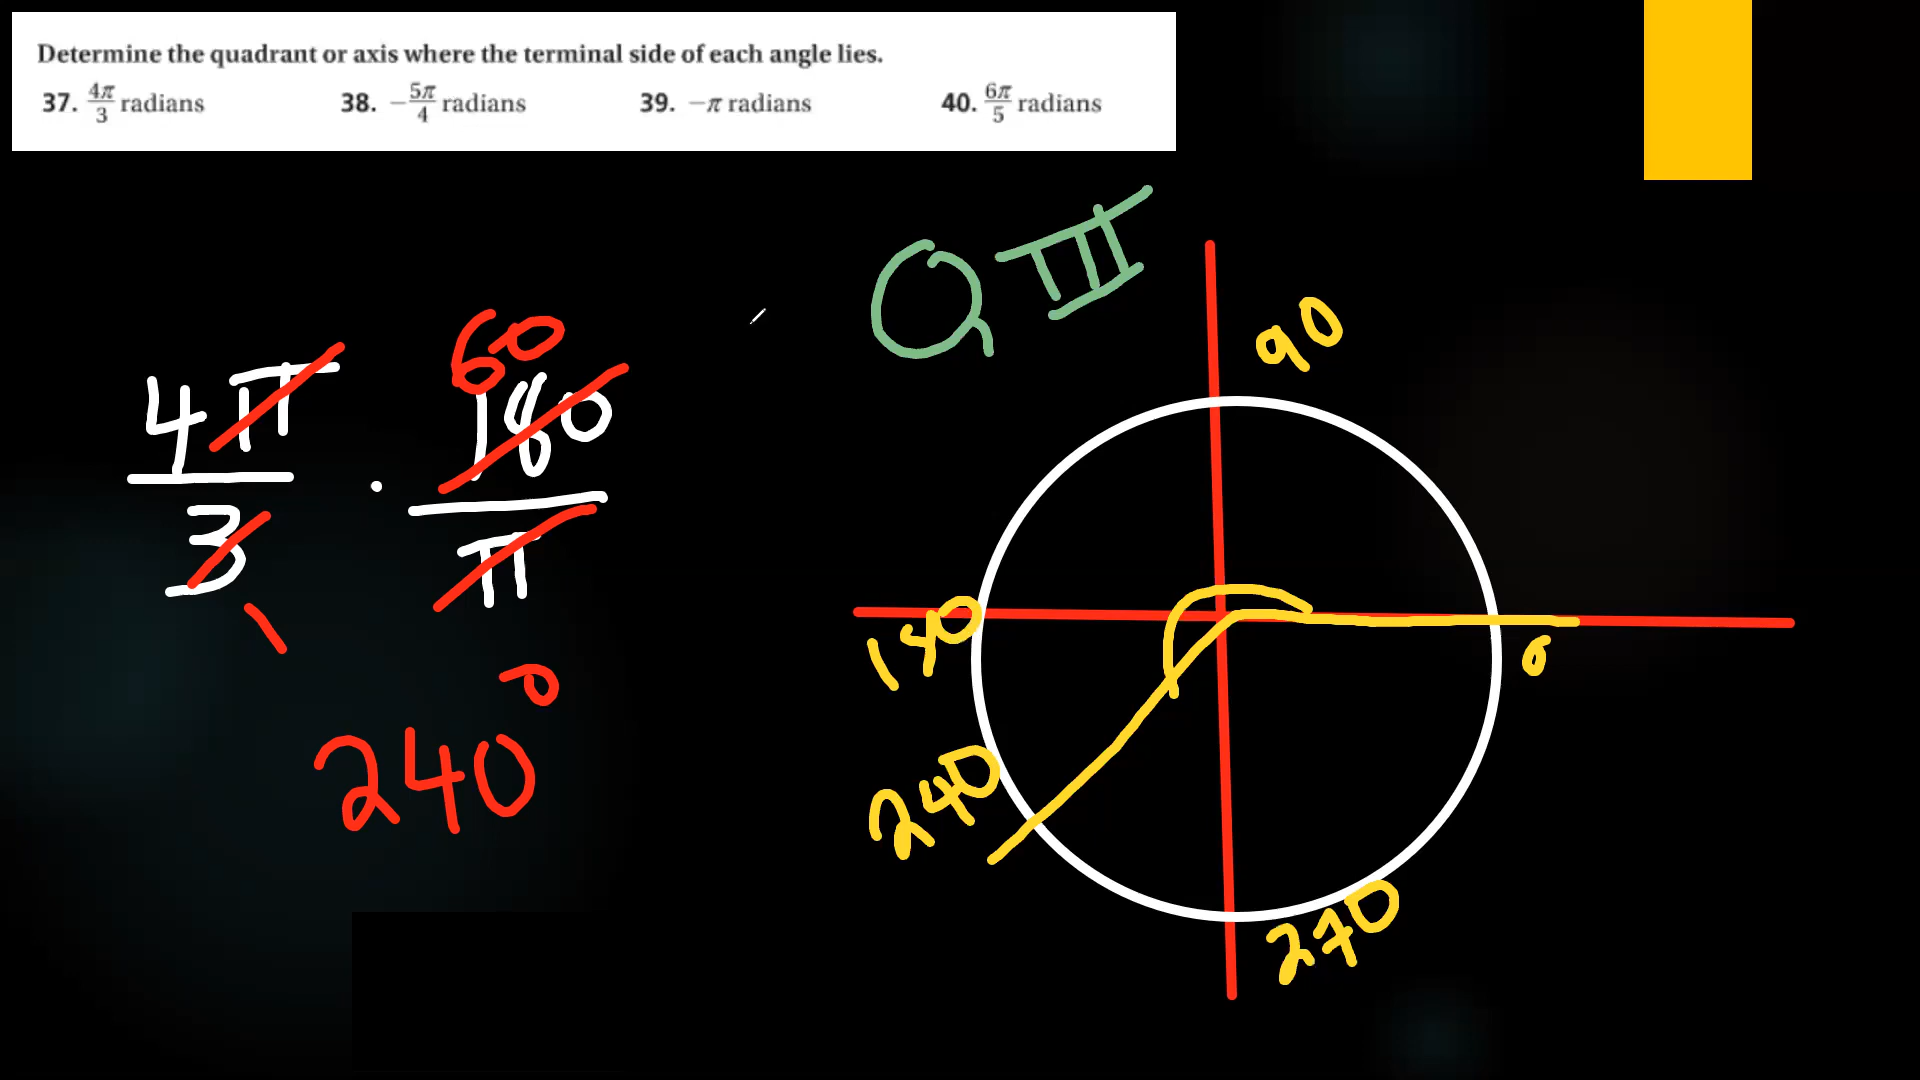 Determine the quadrant or axis where the terminal side of each angle lies.
37. 4π/3 radians 38. −5π/4 radians 39. −π radians 40. 6π/5 radians
Q III
90
60
4π/3 · 180/π
1
180
0
240°
240
270